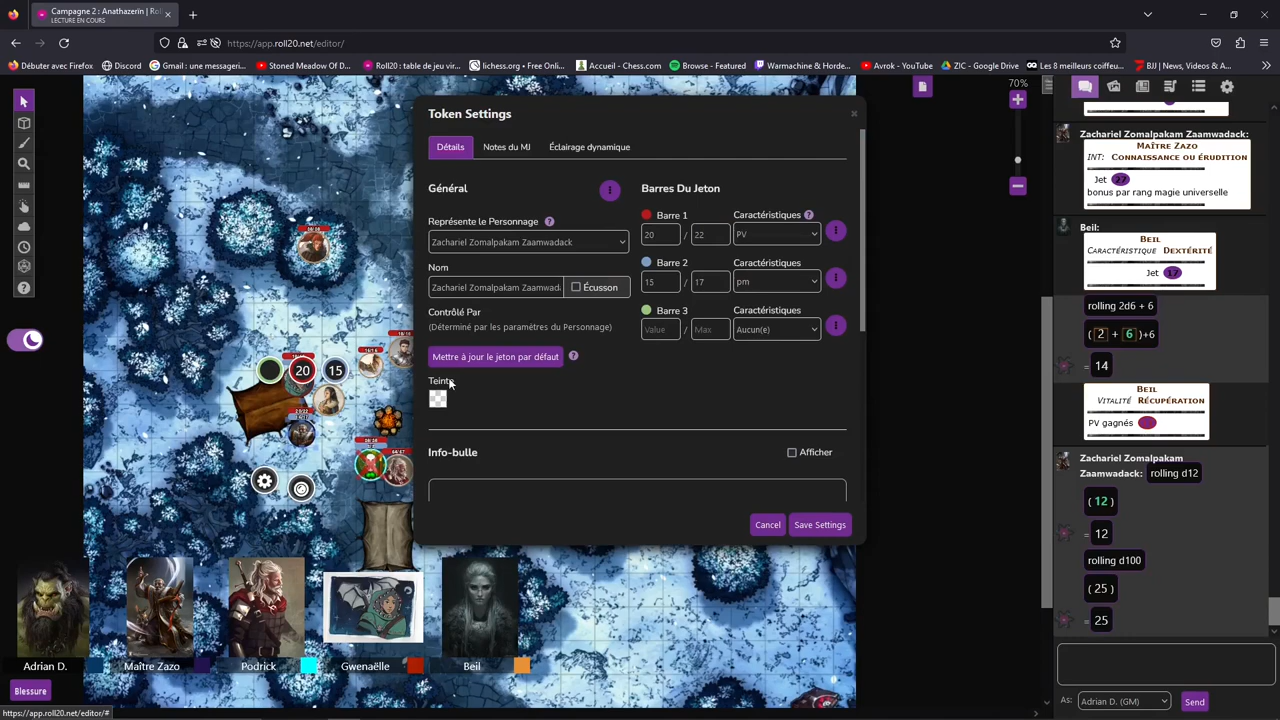 Campagne 2 : Anathazerïn | Roll
LECTURE EN COURS
https://app.roll20.net/editor/
Débuter avec Firefox
Discord
Gmail : une messageri...
Stoned Meadow Of D...
Roll20 : table de jeu vir...
lichess.org • Free Onli...
Accueil - Chess.com
Browse - Featured
Warmachine & Horde...
Avrok - YouTube
ZIC - Google Drive
Les 8 meilleurs coiffeu...
BJJ | News, Videos & A...
70%
Token Settings
Détails
Notes du MJ
Éclairage dynamique
Général
Représente le Personnage
Zachariel Zomalpakam Zaamwadack
Nom
Zachariel Zomalpakam Zaamwada
Écusson
Contrôlé Par
(Déterminé par les paramètres du Personnage)
Mettre à jour le jeton par défaut
Teinte
Barres Du Jeton
Barre 1
Caractéristiques
20 / 22
PV
Barre 2
Caractéristiques
15 / 17
pm
Barre 3
Caractéristiques
Value / Max
Aucun(e)
Info-bulle
Afficher
Cancel
Save Settings
20
15
Zachariel Zomalpakam Zaamwadack:
Maître Zazo
INT: Connaissance ou érudition
Jet 27
bonus par rang magie universelle
Beil:
Beil
Caractéristique Dextérité
Jet 17
rolling 2d6 + 6
(2 + 6)+6
= 14
Beil
Vitalité Récupération
PV gagnés
Zachariel Zomalpakam
Zaamwadack: rolling d12
(12)
= 12
rolling d100
(25)
= 25
As: Adrian D. (GM)
Send
Adrian D.
Maître Zazo
Podrick
Gwenaëlle
Beil
Blessure
https://app.roll20.net/editor/#